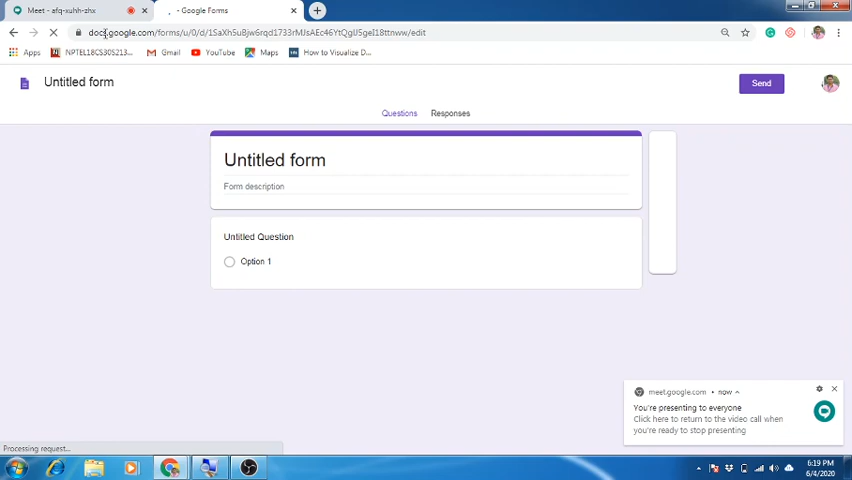 Meet - afq-xuhh-zhx
- Google Forms
docs.google.com/forms/u/0/d/1SaXh5uBjw6rqd1733rMJsAEc46YtQgU5geI18ttnww/edit
Apps
NPTEL18CS30S213...
Gmail
YouTube
Maps
How to Visualize D...
Untitled form
Send
Questions
Responses
Untitled form
Form description
Untitled Question
Option 1
meet.google.com • now
You're presenting to everyone
Click here to return to the video call when
you're ready to stop presenting
Processing request...
6:19 PM
6/4/2020